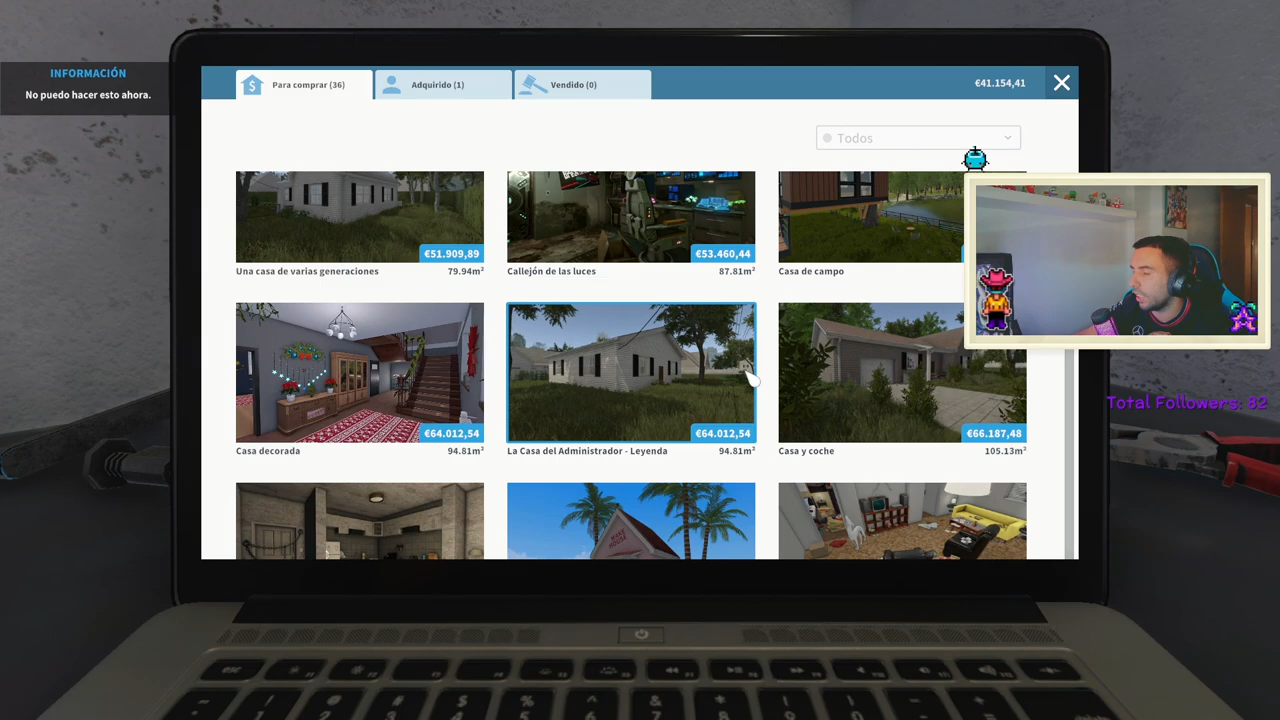 INFORMACIÓN
No puedo hacer esto ahora.
Para comprar (36)
Adquirido (1)
Vendido (0)
€41.154,41
Todos
€51.909,89
Una casa de varias generaciones
79.94m²
€53.460,44
Callejón de las luces
87.81m²
Casa de campo
€64.012,54
Casa decorada
94.81m²
€64.012,54
La Casa del Administrador - Leyenda
94.81m²
€66.187,48
Casa y coche
105.13m²
Total Followers: 82
esc